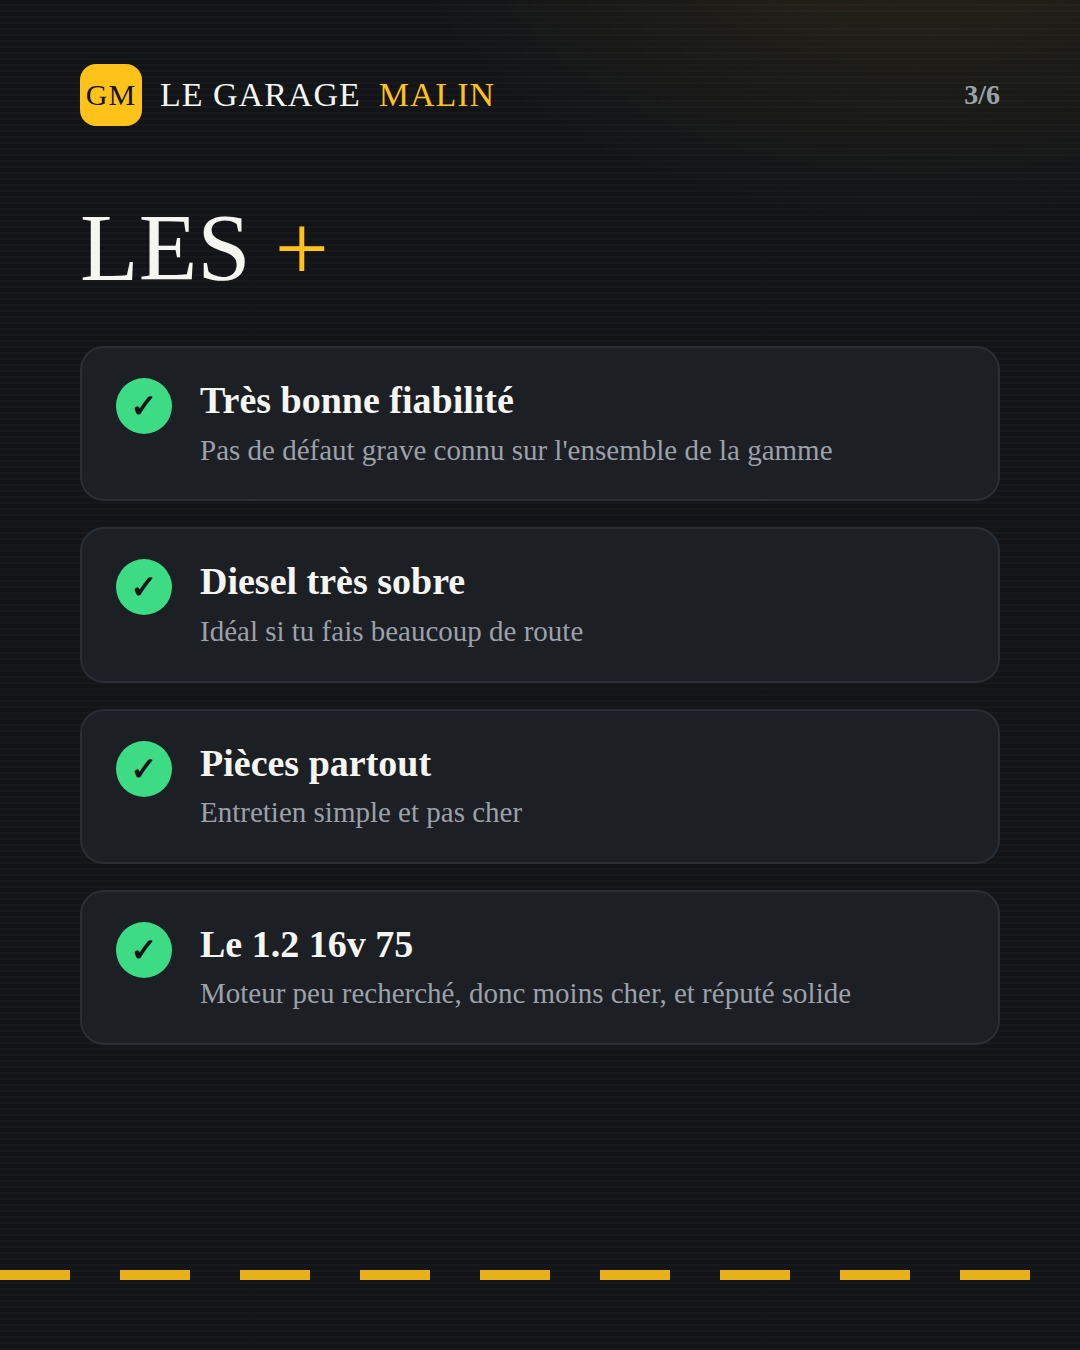 GM LE GARAGE MALIN
3/6
LES +
✓ Très bonne fiabilité
Pas de défaut grave connu sur l'ensemble de la gamme
✓ Diesel très sobre
Idéal si tu fais beaucoup de route
✓ Pièces partout
Entretien simple et pas cher
✓ Le 1.2 16v 75
Moteur peu recherché, donc moins cher, et réputé solide